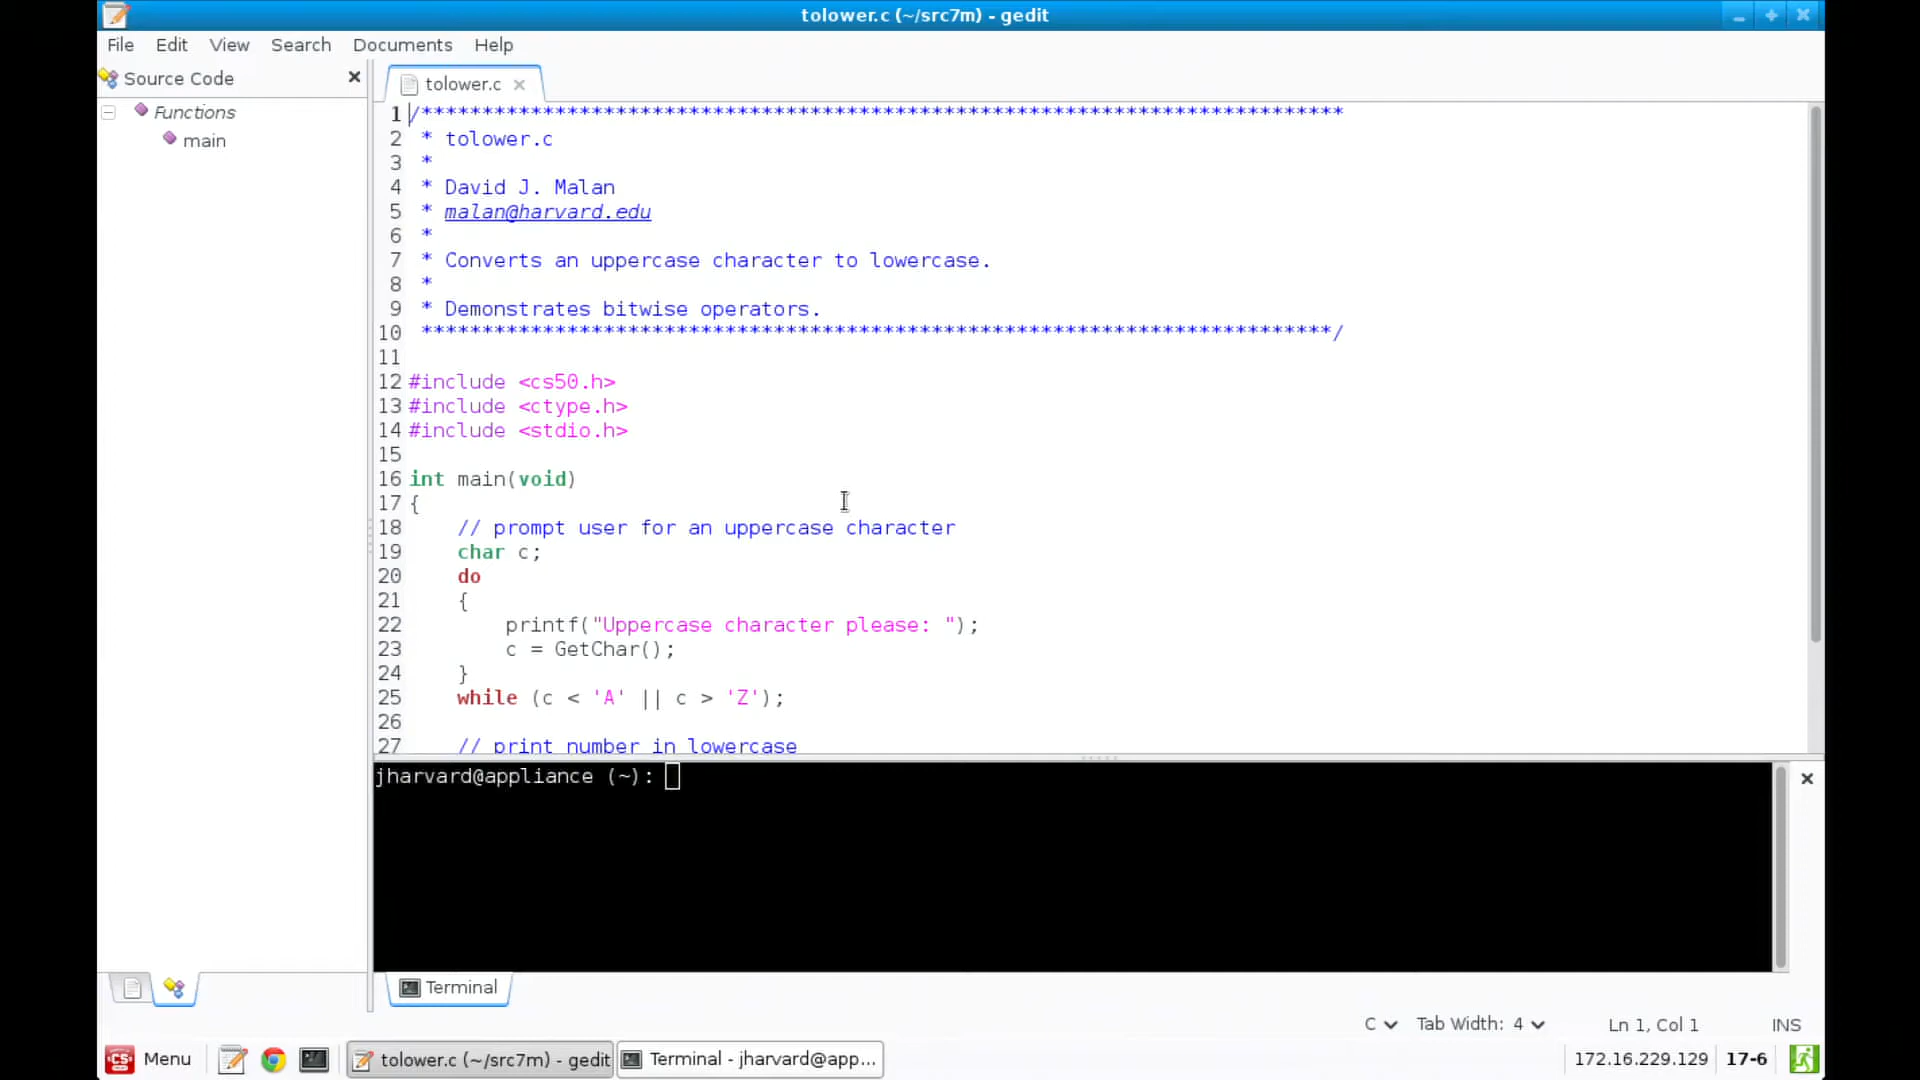 tolower.c (~/src7m) - gedit
File Edit View Search Documents Help
Source Code
tolower.c
Functions
main
1 /****************************************************************************
2 * tolower.c
3 *
4 * David J. Malan
5 * malan@harvard.edu
6 *
7 * Converts an uppercase character to lowercase.
8 *
9 * Demonstrates bitwise operators.
10 ***************************************************************************/
11
12 #include <cs50.h>
13 #include <ctype.h>
14 #include <stdio.h>
15
16 int main(void)
17 {
18 // prompt user for an uppercase character
19 char c;
20 do
21 {
22 printf("Uppercase character please: ");
23 c = GetChar();
24 }
25 while (c < 'A' || c > 'Z');
26
27 // print number in lowercase
jharvard@appliance (~):
Terminal
C Tab Width: 4 Ln 1, Col 1 INS
CS Menu tolower.c (~/src7m) - gedit Terminal - jharvard@app... 172.16.229.129 17-6